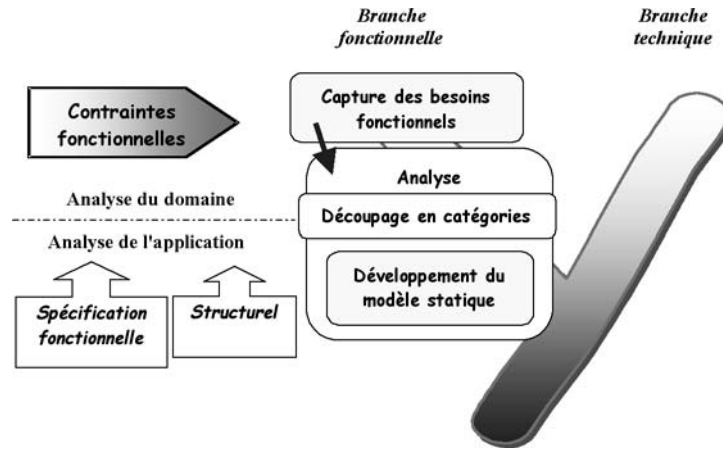 Branche
fonctionnelle
Branche
technique
Contraintes
fonctionnelles
Capture des besoins
fonctionnels
Analyse
Analyse du domaine
Découpage en catégories
Analyse de l'application
Développement du
modèle statique
Spécification
fonctionnelle
Structurel